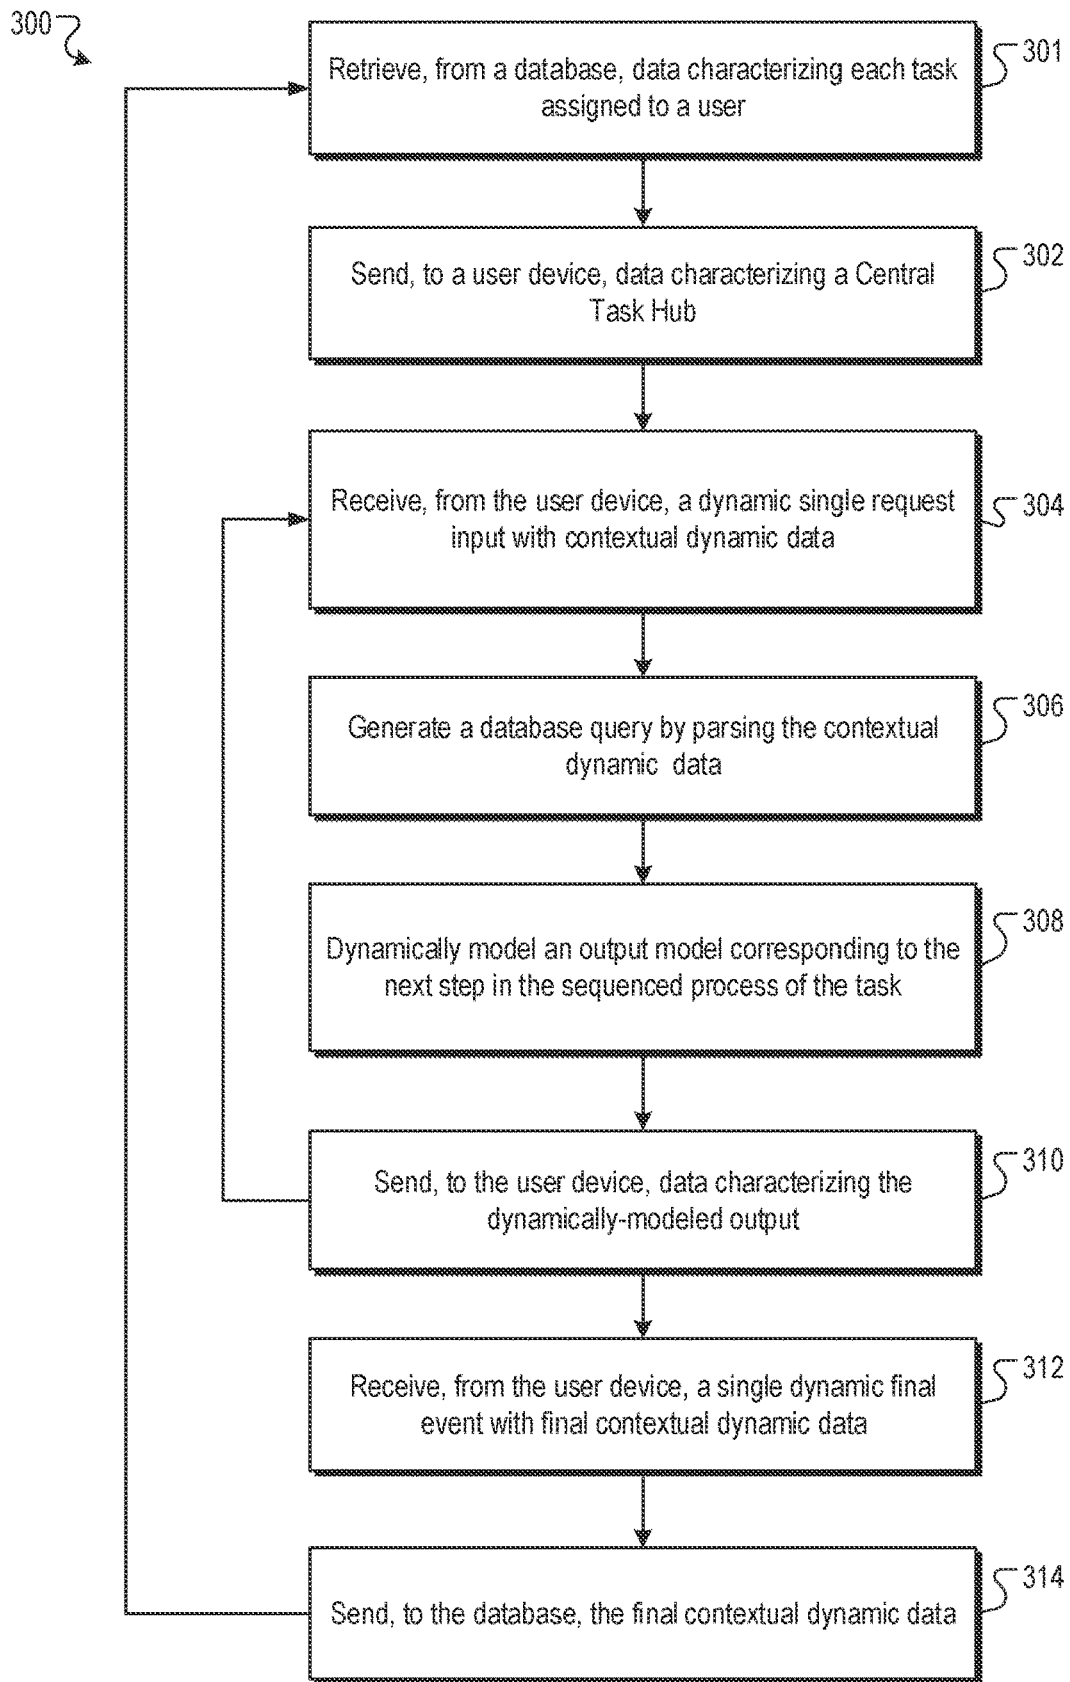 300
Retrieve, from a database, data characterizing each task
assigned to a user
301
Send, to a user device, data characterizing a Central
Task Hub
302
Receive, from the user device, a dynamic single request
input with contextual dynamic data
304
Generate a database query by parsing the contextual
dynamic data
306
Dynamically model an output model corresponding to the
next step in the sequenced process of the task
308
Send, to the user device, data characterizing the
dynamically-modeled output
310
Receive, from the user device, a single dynamic final
event with final contextual dynamic data
312
Send, to the database, the final contextual dynamic data
314